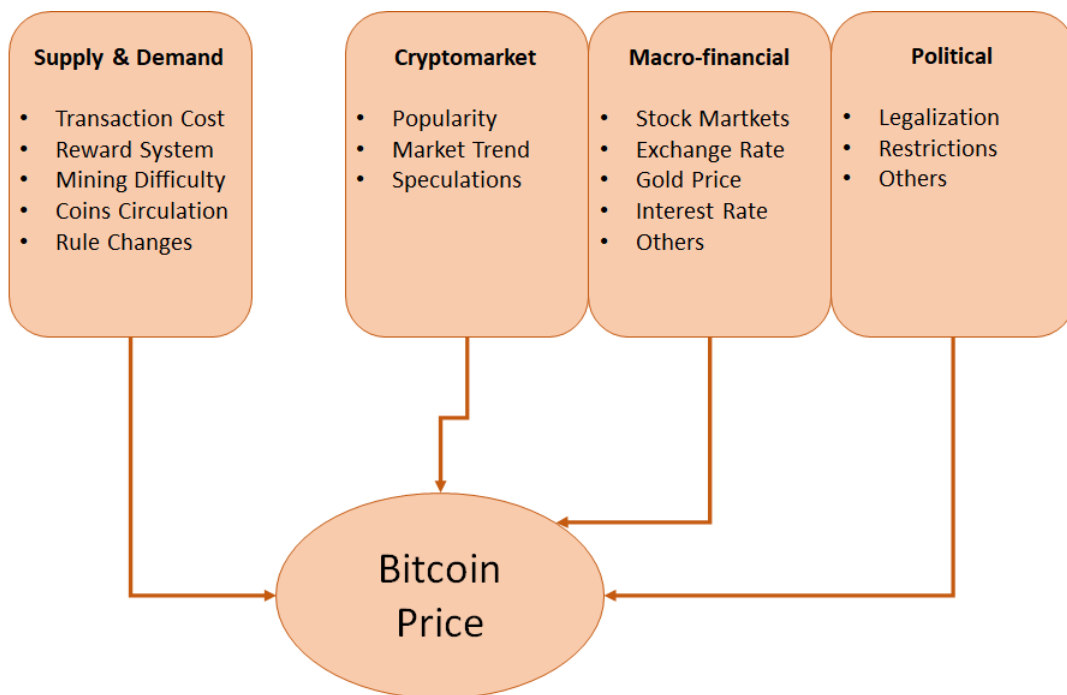 Supply & Demand
• Transaction Cost
• Reward System
• Mining Difficulty
• Coins Circulation
• Rule Changes
Cryptomarket
• Popularity
• Market Trend
• Speculations
Macro-financial
• Stock Martkets
• Exchange Rate
• Gold Price
• Interest Rate
• Others
Political
• Legalization
• Restrictions
• Others
Bitcoin
Price